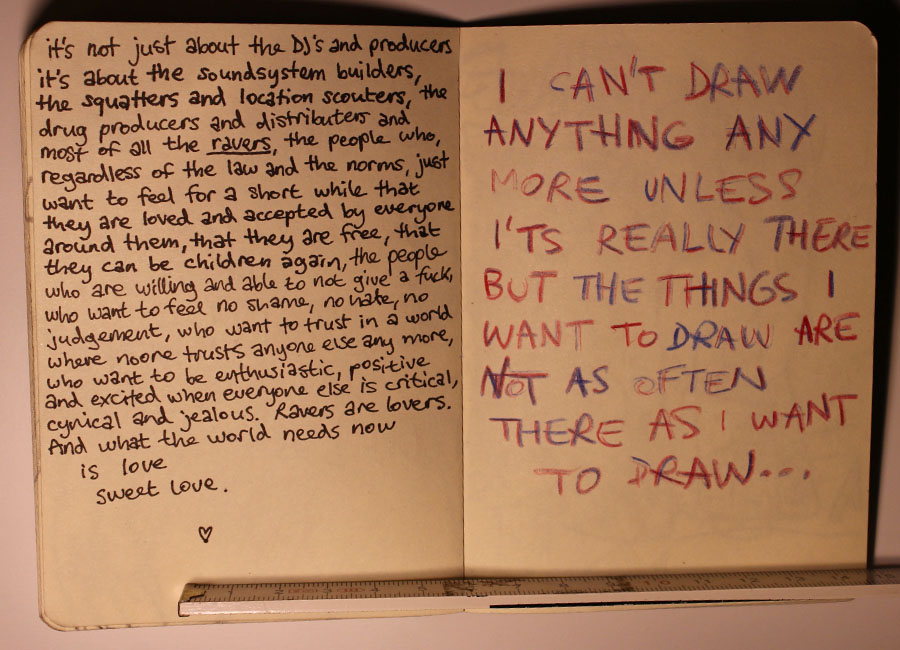 it's not just about the DJ's and producers
it's about the soundsystem builders,
the squatters and location scouters, the
drug producers and distributers and
most of all the ravers, the people who,
regardless of the law and the norms, just
want to feel for a short while that
they are loved and accepted by everyone
around them, that they are free, that
they can be children again, the people
who are willing and able to not give a fuck,
who want to feel no shame, no hate, no
judgement, who want to trust in a world
where noone trusts anyone else any more,
who want to be enthusiastic, positive
and excited when everyone else is critical,
cynical and jealous. Ravers are lovers.
And what the world needs now
is love
sweet love.
♡
I CAN'T DRAW
ANYTHING ANY
MORE UNLESS
I'TS REALLY THERE
BUT THE THINGS I
WANT TO DRAW ARE
NOT AS OFTEN
THERE AS I WANT
TO DRAW...